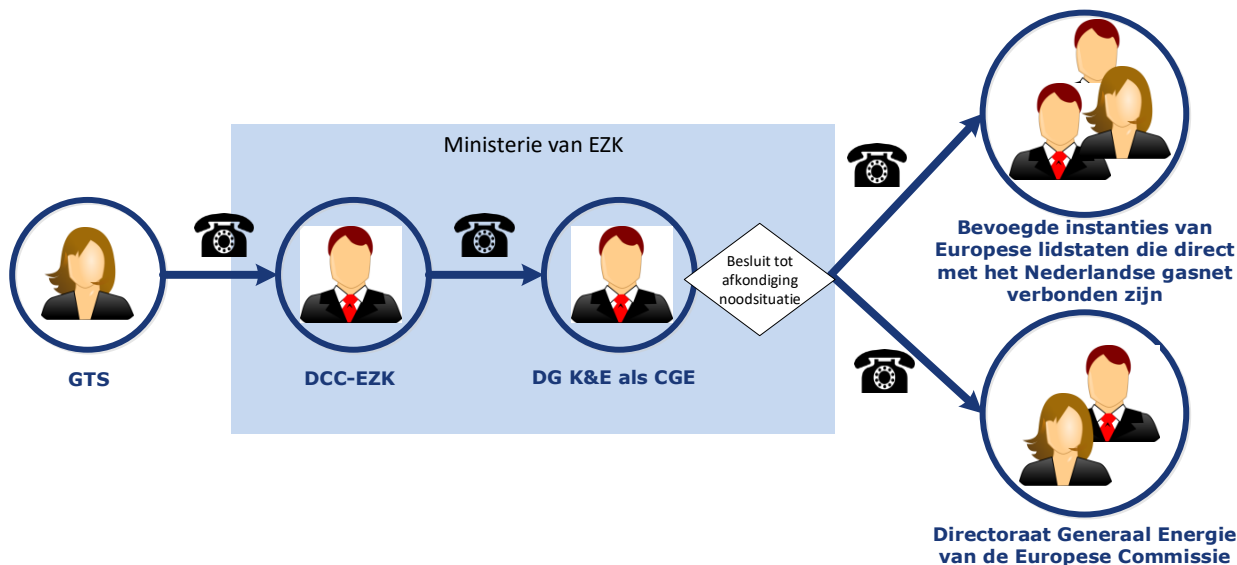 Ministerie van EZK
GTS
DCC-EZK
DG K&E als CGE
Besluit tot
afkondiging
noodsituatie
Bevoegde instanties van
Europese lidstaten die direct
met het Nederlandse gasnet
verbonden zijn
Directoraat Generaal Energie
van de Europese Commissie